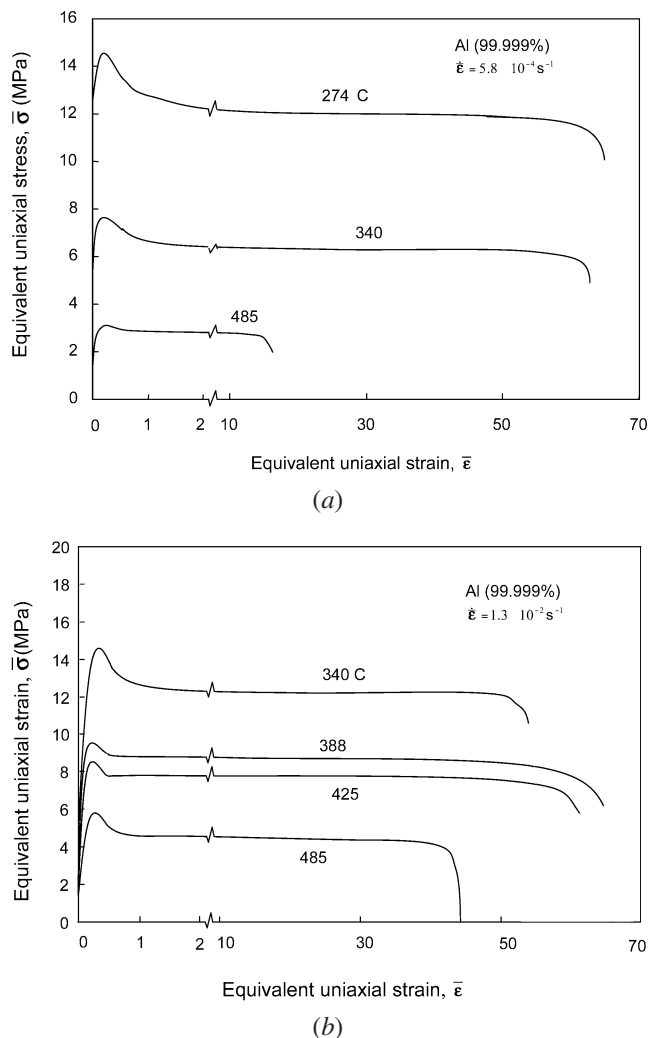 16
14
12
10
8
6
4
2
0
Equivalent uniaxial stress, σ̄ (MPa)
Al (99.999%)
ε̄̇ = 5.8 10⁻⁴ s⁻¹
274 C
340
485
0 1 2 10 30 50 70
Equivalent uniaxial strain, ε̄
(a)
20
18
16
14
12
10
8
6
4
2
0
Equivalent uniaxial strain, σ̄ (MPa)
Al (99.999%)
ε̄̇ = 1.3 10⁻² s⁻¹
340 C
388
425
485
0 1 2 10 30 50 70
Equivalent uniaxial strain, ε̄
(b)